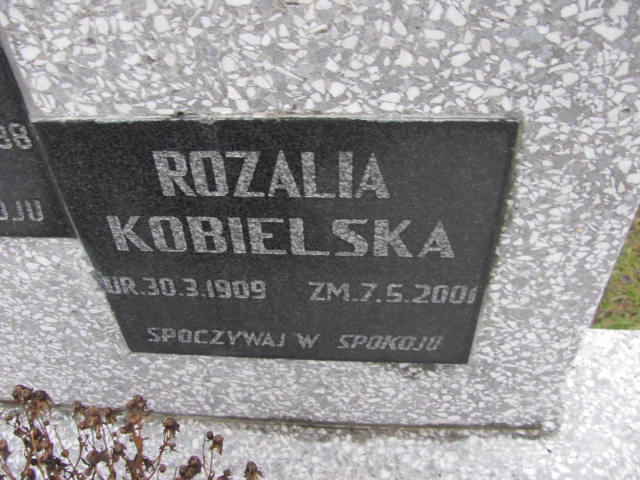 ROZALIA
KOBIELSKA
UR.30.3.1909 ZM.7.5.2001
SPOCZYWAJ W SPOKOJU